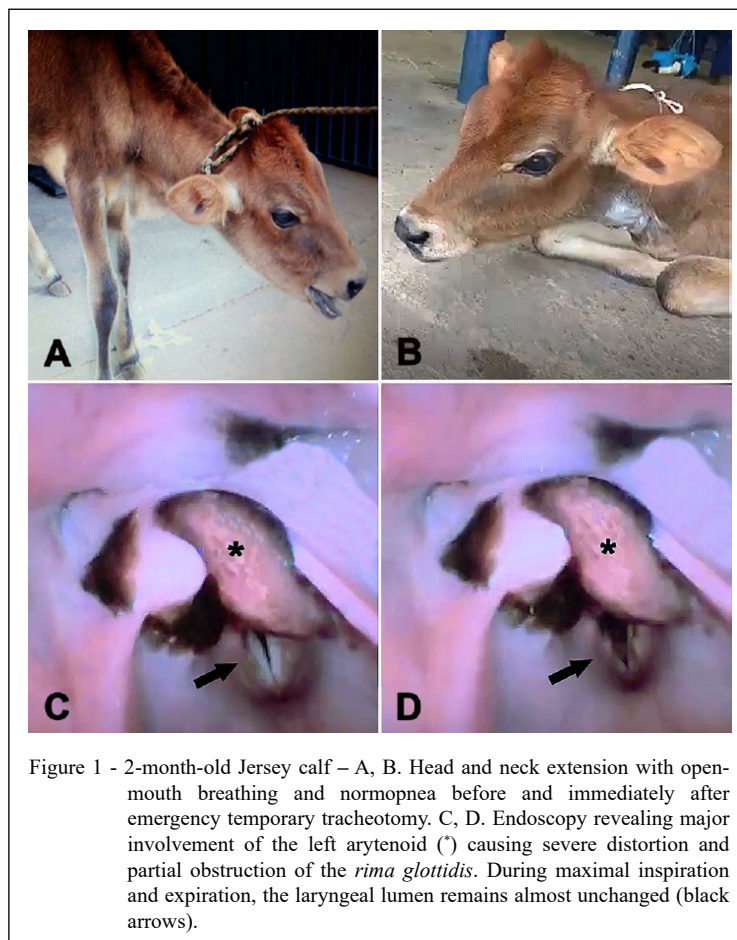 A
B
*
*
C
D
Figure 1 - 2-month-old Jersey calf – A, B. Head and neck extension with open-
mouth breathing and normopnea before and immediately after
emergency temporary tracheotomy. C, D. Endoscopy revealing major
involvement of the left arytenoid (*) causing severe distortion and
partial obstruction of the rima glottidis. During maximal inspiration
and expiration, the laryngeal lumen remains almost unchanged (black
arrows).